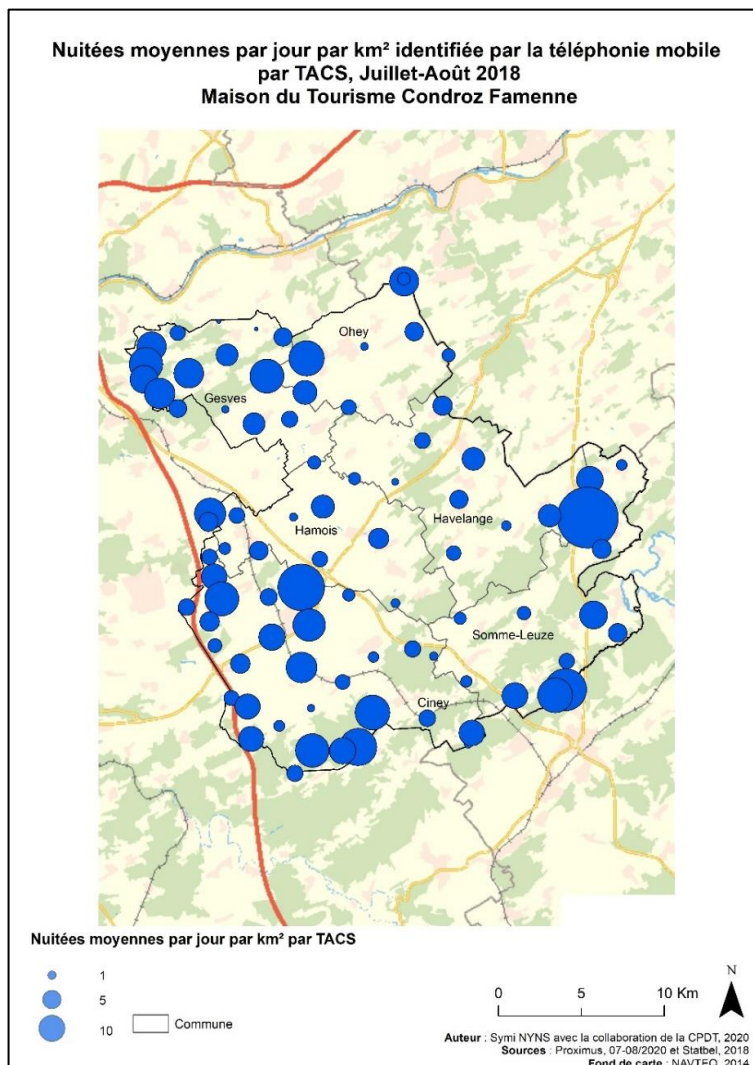 Nuitées moyennes par jour par km² identifiée par la téléphonie mobile
par TACS, Juillet-Août 2018
Maison du Tourisme Condroz Famenne
Ohey
Gesves
Hamois
Havelange
Somme-Leuze
Ciney
Nuitées moyennes par jour par km² par TACS
1
5
10
Commune
0 5 10 Km
N
Auteur : Symi NYNS avec la collaboration de la CPDT, 2020
Sources : Proximus, 07-08/2020 et Statbel, 2018
Fond de carte : NAVTEQ, 2014